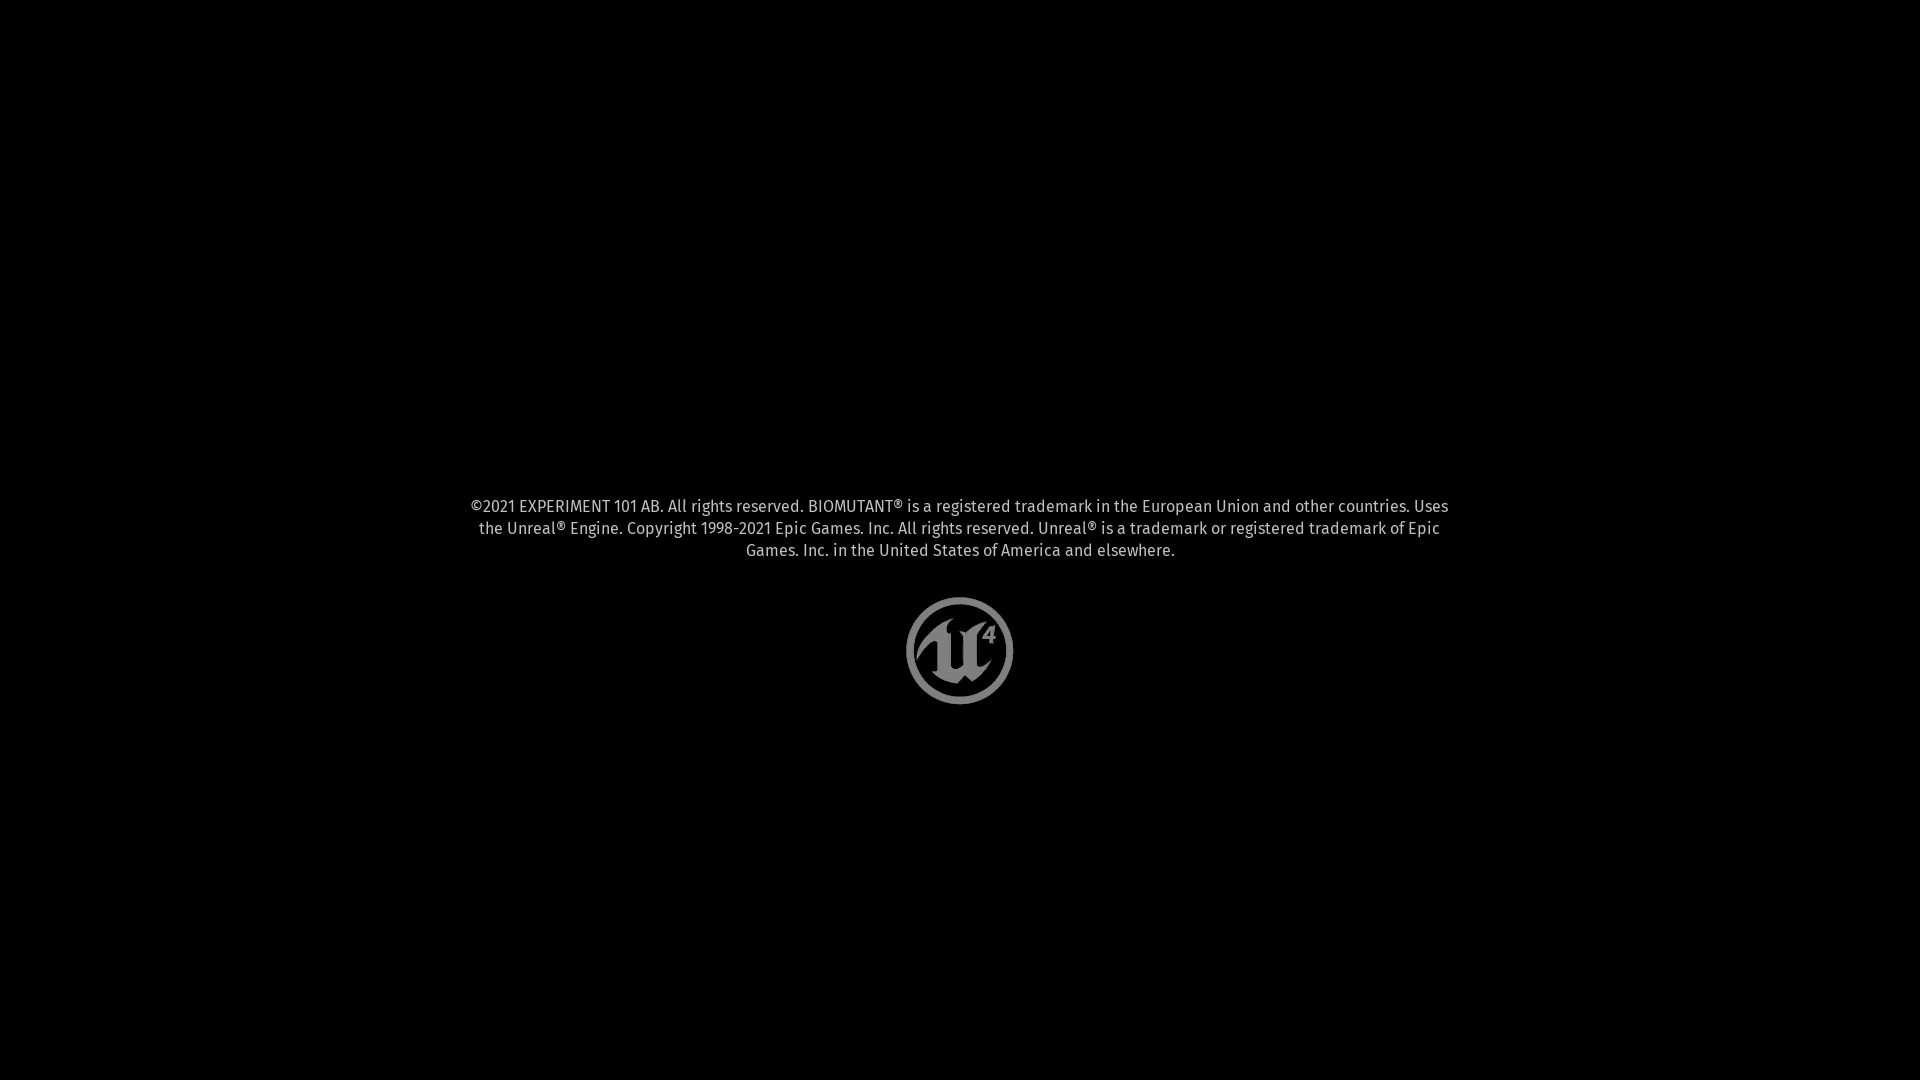 ©2021 EXPERIMENT 101 AB. All rights reserved. BIOMUTANT® is a registered trademark in the European Union and other countries. Uses
the Unreal® Engine. Copyright 1998-2021 Epic Games. Inc. All rights reserved. Unreal® is a trademark or registered trademark of Epic
Games. Inc. in the United States of America and elsewhere.
U4